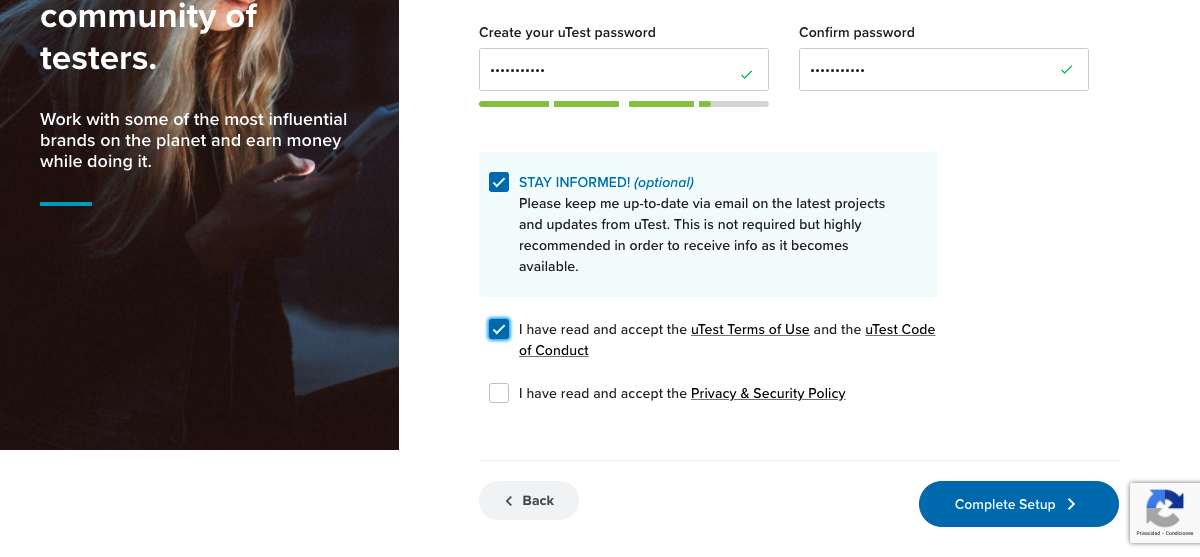 community of
testers.
Work with some of the most influential
brands on the planet and earn money
while doing it.
Create your uTest password
Confirm password
•••••••••••
•••••••••••
STAY INFORMED! (optional)
Please keep me up-to-date via email on the latest projects
and updates from uTest. This is not required but highly
recommended in order to receive info as it becomes
available.
I have read and accept the uTest Terms of Use and the uTest Code
of Conduct
I have read and accept the Privacy & Security Policy
Back
Complete Setup
Privacidad - Condiciones